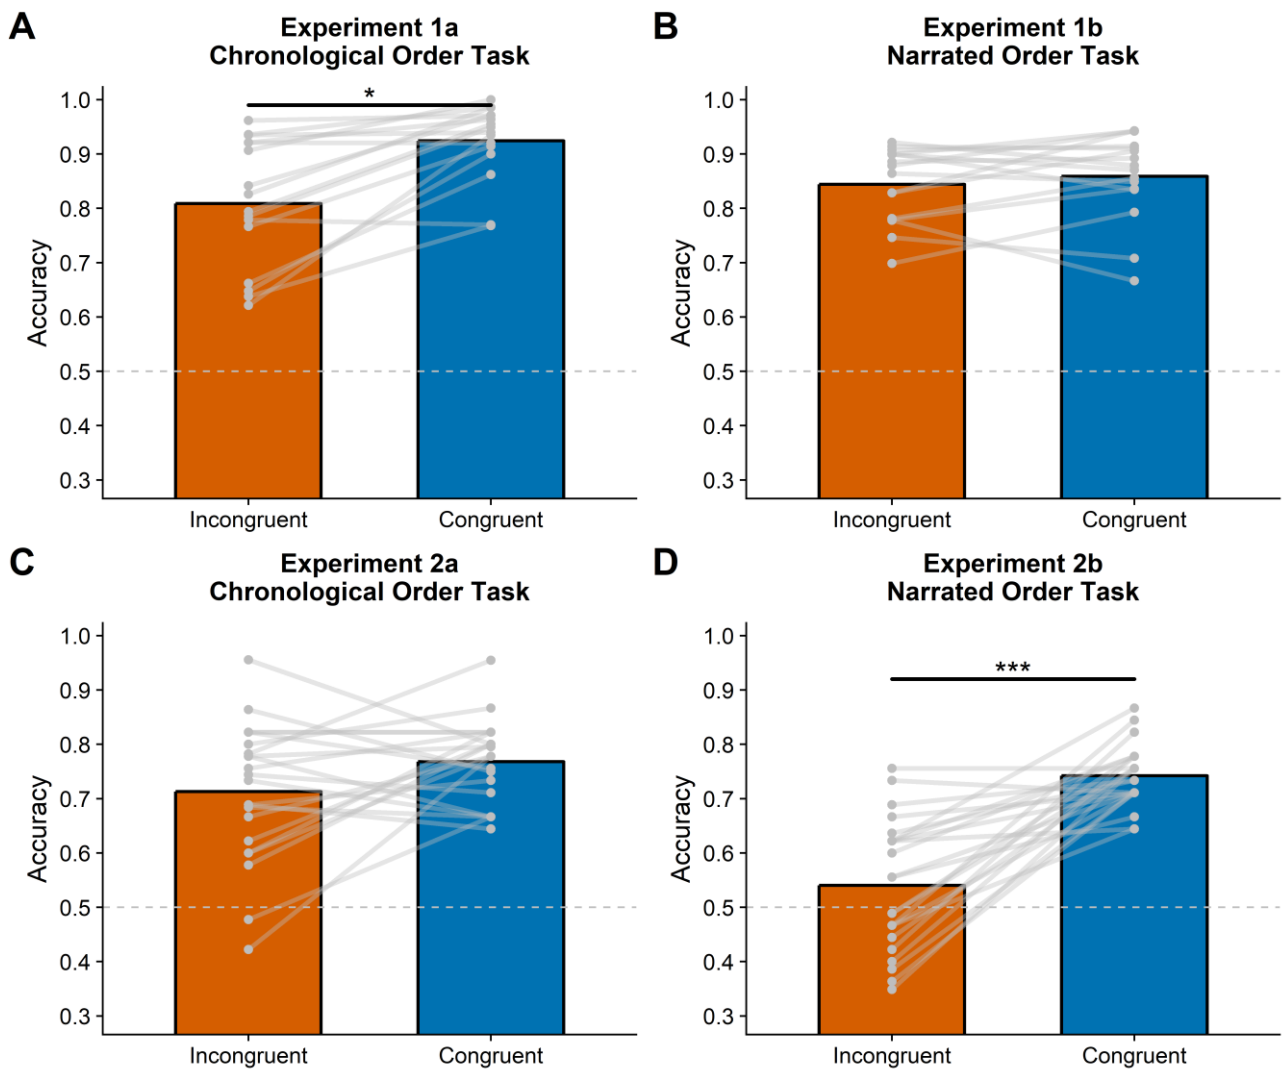 A
Experiment 1a
Chronological Order Task
Accuracy
1.0
0.9
0.8
0.7
0.6
0.5
0.4
0.3
*
Incongruent
Congruent
B
Experiment 1b
Narrated Order Task
Accuracy
1.0
0.9
0.8
0.7
0.6
0.5
0.4
0.3
Incongruent
Congruent
C
Experiment 2a
Chronological Order Task
Accuracy
1.0
0.9
0.8
0.7
0.6
0.5
0.4
0.3
Incongruent
Congruent
D
Experiment 2b
Narrated Order Task
Accuracy
1.0
0.9
0.8
0.7
0.6
0.5
0.4
0.3
***
Incongruent
Congruent